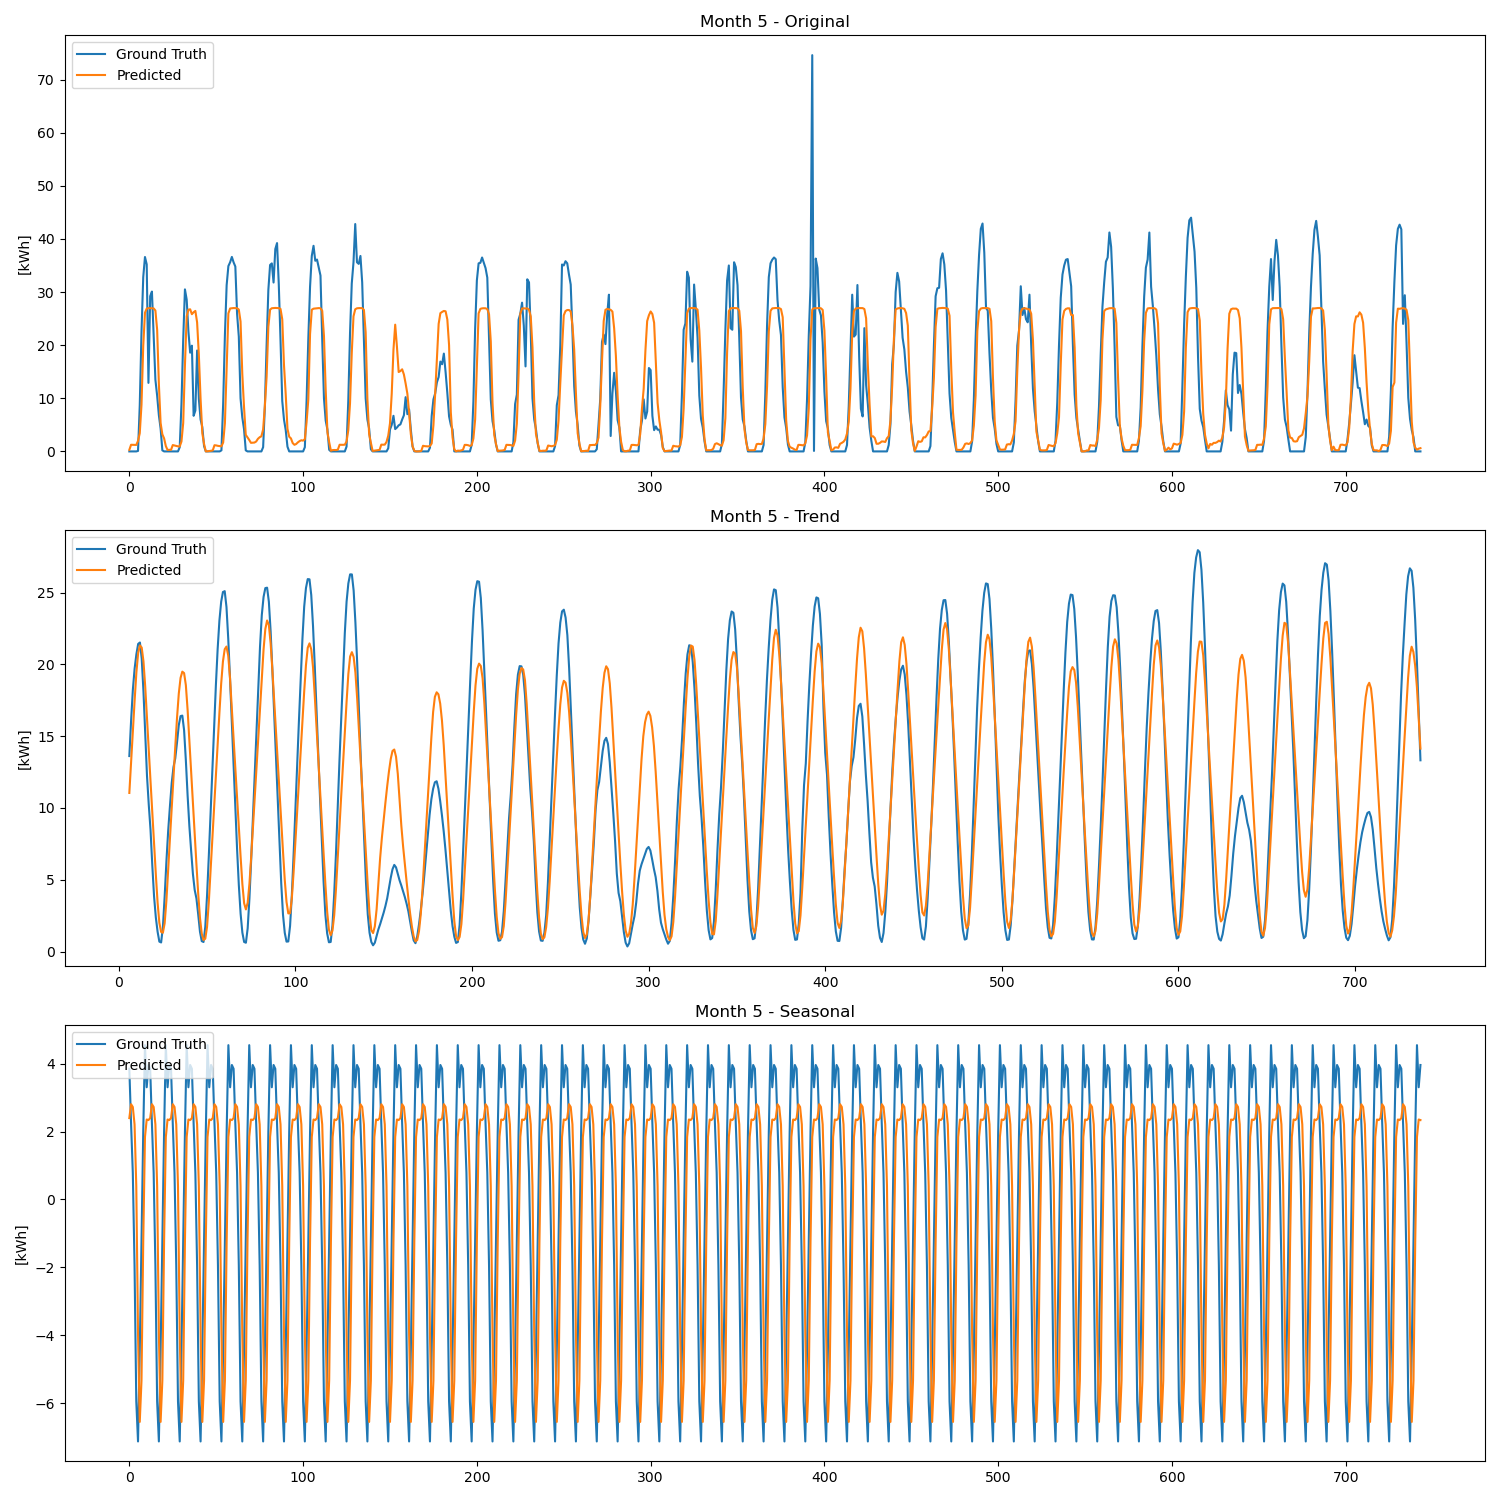 Month 5 - Original
Ground Truth
Predicted
[kWh]
70
60
50
40
30
20
10
0
0 100 200 300 400 500 600 700
Month 5 - Trend
Ground Truth
Predicted
[kWh]
25
20
15
10
5
0
0 100 200 300 400 500 600 700
Month 5 - Seasonal
Ground Truth
Predicted
[kWh]
4
2
0
−2
−4
−6
0 100 200 300 400 500 600 700